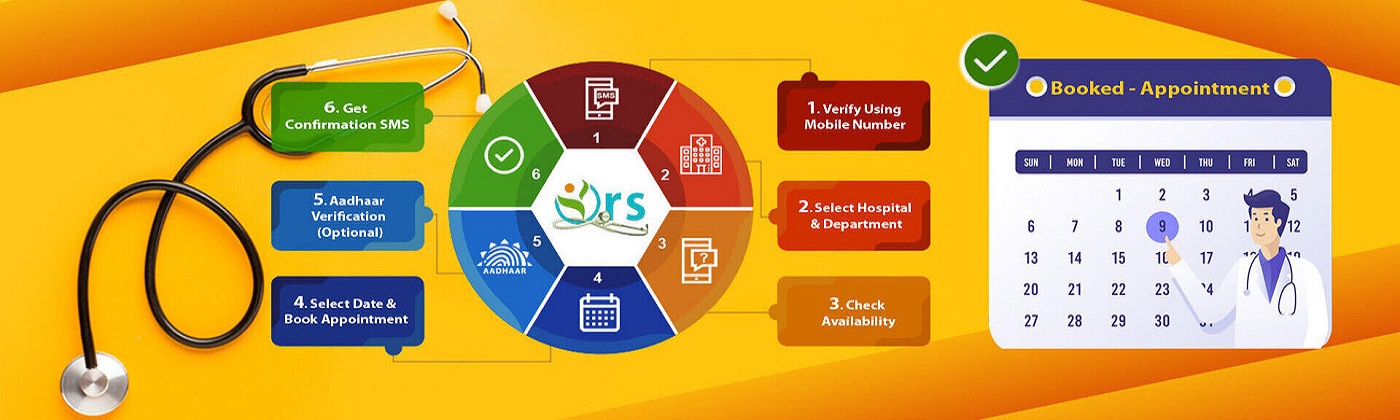 6. Get
Confirmation SMS
5. Aadhaar
Verification
(Optional)
4. Select Date &
Book Appointment
SMS
1
2
3
4
5
6
?
AADHAAR
Ors
1. Verify Using
Mobile Number
2. Select Hospital
& Department
3. Check
Availability
Booked - Appointment
SUN MON TUE WED THU FRI SAT
1 2 3 4 5
6 7 8 9 10 12
13 14 15 16 17
20 21 22 23
27 28 29 30